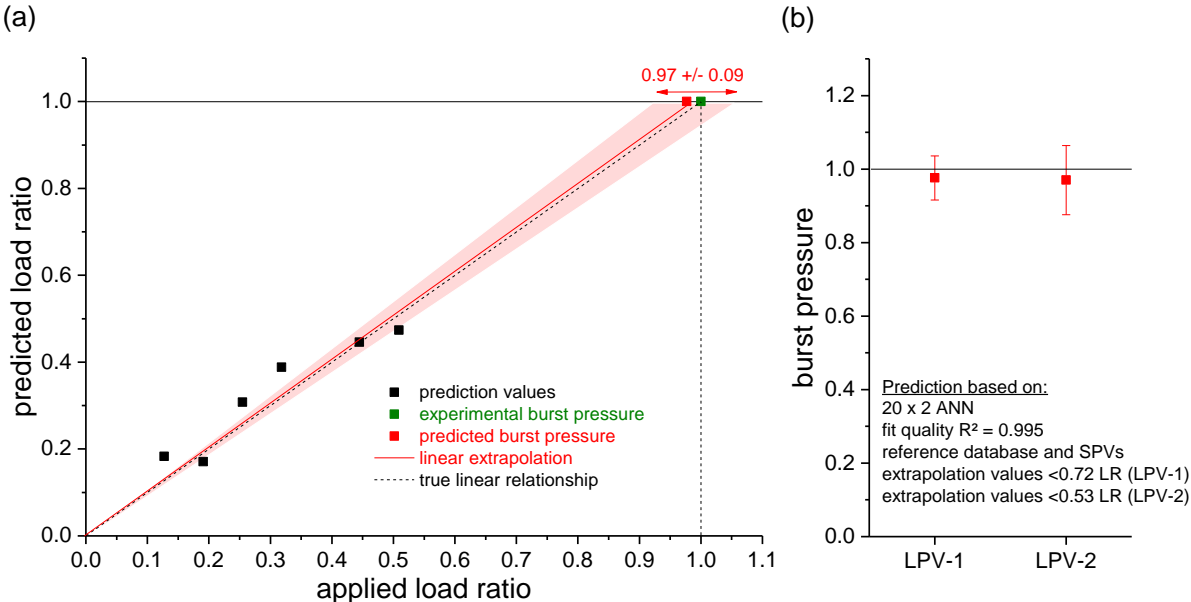 (a)
0.97 +/- 0.09
predicted load ratio
1.0
0.8
0.6
0.4
0.2
0.0
prediction values
experimental burst pressure
predicted burst pressure
linear extrapolation
true linear relationship
0.0 0.1 0.2 0.3 0.4 0.5 0.6 0.7 0.8 0.9 1.0 1.1
applied load ratio
(b)
burst pressure
1.2
1.0
0.8
0.6
0.4
0.2
0.0
Prediction based on:
20 x 2 ANN
fit quality R² = 0.995
reference database and SPVs
extrapolation values <0.72 LR (LPV-1)
extrapolation values <0.53 LR (LPV-2)
LPV-1 LPV-2